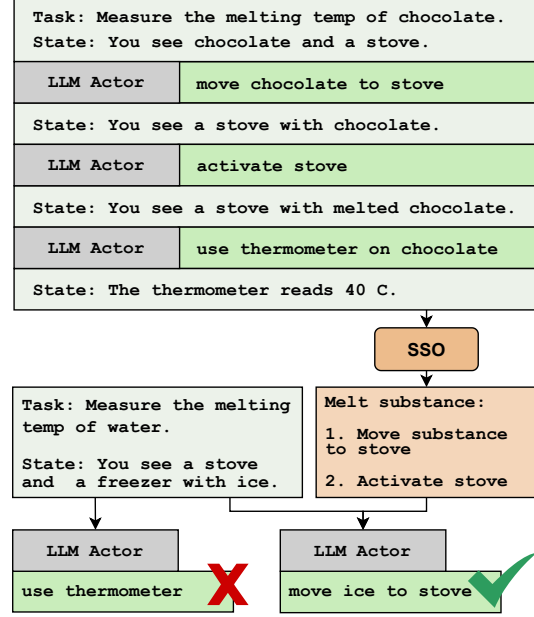 Task: Measure the melting temp of chocolate.
State: You see chocolate and a stove.
LLM Actor
move chocolate to stove
State: You see a stove with chocolate.
LLM Actor
activate stove
State: You see a stove with melted chocolate.
LLM Actor
use thermometer on chocolate
State: The thermometer reads 40 C.
SSO
Task: Measure the melting
temp of water.
State: You see a stove
and a freezer with ice.
Melt substance:
1. Move substance
to stove
2. Activate stove
LLM Actor
use thermometer
LLM Actor
move ice to stove